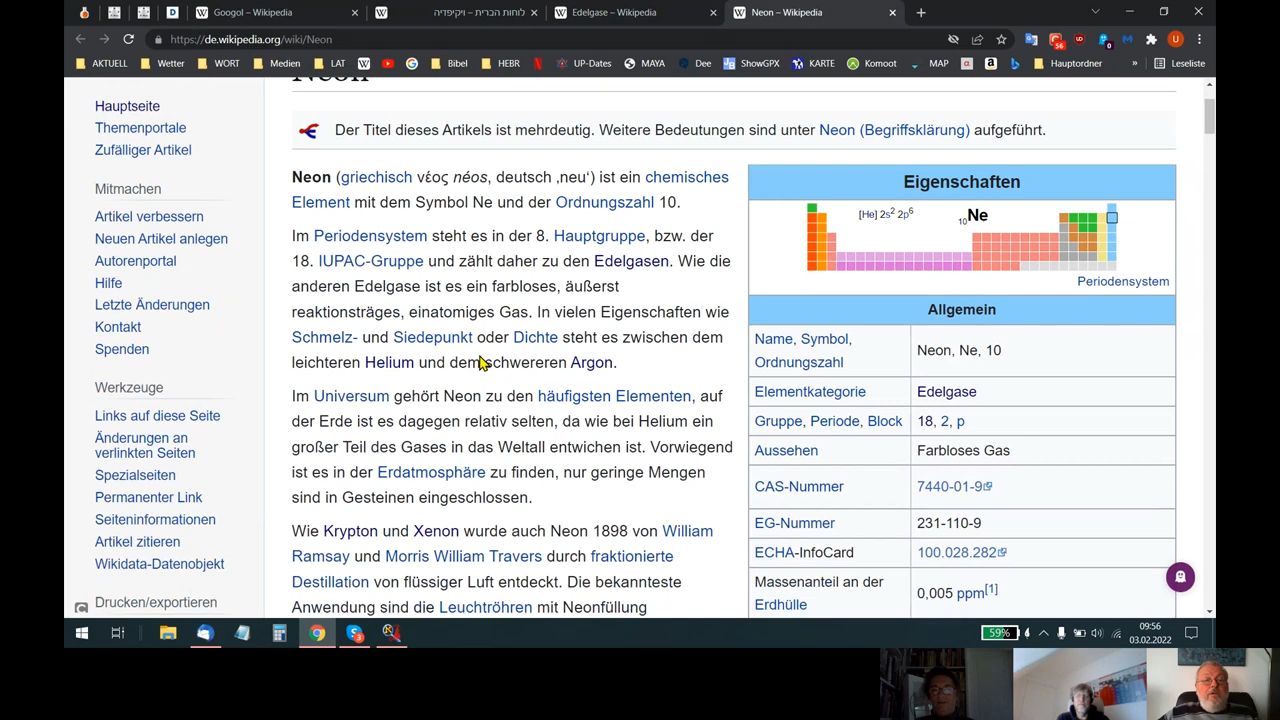 Googol – Wikipedia
לוחות הברית – ויקיפדיה
Edelgase – Wikipedia
Neon – Wikipedia
https://de.wikipedia.org/wiki/Neon
56
0
U
AKTUELL
Wetter
WORT
Medien
LAT
Bibel
HEBR
UP-Dates
MAYA
Dee
ShowGPX
KARTE
Komoot
MAP
Hauptordner
»
Leseliste
Hauptseite
Themenportale
Zufälliger Artikel
Mitmachen
Artikel verbessern
Neuen Artikel anlegen
Autorenportal
Hilfe
Letzte Änderungen
Kontakt
Spenden
Werkzeuge
Links auf diese Seite
Änderungen an
verlinkten Seiten
Spezialseiten
Permanenter Link
Seiteninformationen
Artikel zitieren
Wikidata-Datenobjekt
Drucken/exportieren
Neon
Der Titel dieses Artikels ist mehrdeutig. Weitere Bedeutungen sind unter Neon (Begriffsklärung) aufgeführt.
Neon (griechisch νέος néos, deutsch ‚neu‘) ist ein chemisches
Element mit dem Symbol Ne und der Ordnungszahl 10.
Im Periodensystem steht es in der 8. Hauptgruppe, bzw. der
18. IUPAC-Gruppe und zählt daher zu den Edelgasen. Wie die
anderen Edelgase ist es ein farbloses, äußerst
reaktionsträges, einatomiges Gas. In vielen Eigenschaften wie
Schmelz- und Siedepunkt oder Dichte steht es zwischen dem
leichteren Helium und dem schwereren Argon.
Im Universum gehört Neon zu den häufigsten Elementen, auf
der Erde ist es dagegen relativ selten, da wie bei Helium ein
großer Teil des Gases in das Weltall entwichen ist. Vorwiegend
ist es in der Erdatmosphäre zu finden, nur geringe Mengen
sind in Gesteinen eingeschlossen.
Wie Krypton und Xenon wurde auch Neon 1898 von William
Ramsay und Morris William Travers durch fraktionierte
Destillation von flüssiger Luft entdeckt. Die bekannteste
Anwendung sind die Leuchtröhren mit Neonfüllung
Eigenschaften
[He] 2s² 2p⁶ ₁₀Ne
Periodensystem
Allgemein
Name, Symbol,
Ordnungszahl
Neon, Ne, 10
Elementkategorie Edelgase
Gruppe, Periode, Block 18, 2, p
Aussehen Farbloses Gas
CAS-Nummer 7440-01-9
EG-Nummer 231-110-9
ECHA-InfoCard 100.028.282
Massenanteil an der
Erdhülle
0,005 ppm[1]
59%
09:56
03.02.2022